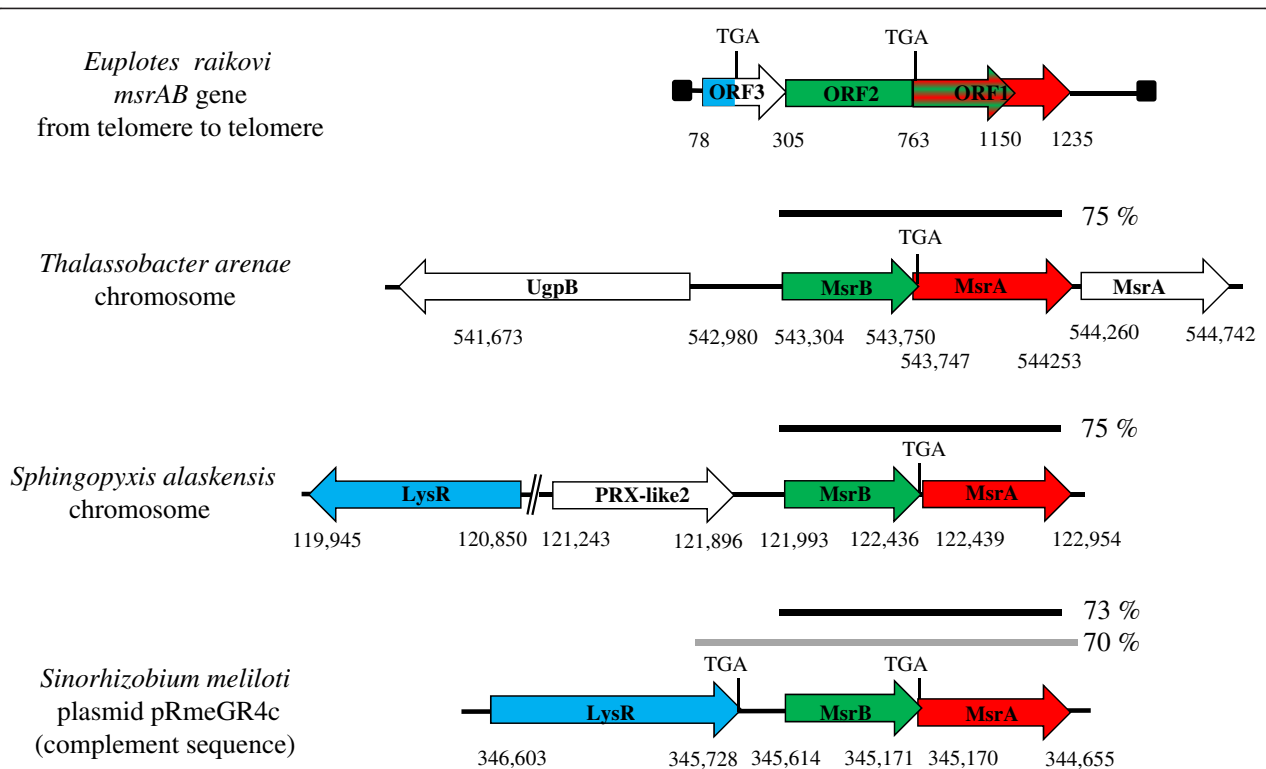 Euplotes raikovi
msrAB gene
from telomere to telomere
TGA TGA
ORF3 ORF2 ORF1
78 305 763 1150 1235
75 %
Thalassobacter arenae
chromosome
TGA
UgpB MsrB MsrA MsrA
541,673 542,980 543,304 543,750 544,260 544,742
543,747 544253
75 %
Sphingopyxis alaskensis
chromosome
TGA
LysR PRX-like2 MsrB MsrA
119,945 120,850 121,243 121,896 121,993 122,436 122,439 122,954
73 %
70 %
Sinorhizobium meliloti
plasmid pRmeGR4c
(complement sequence)
TGA TGA
LysR MsrB MsrA
346,603 345,728 345,614 345,171 345,170 344,655